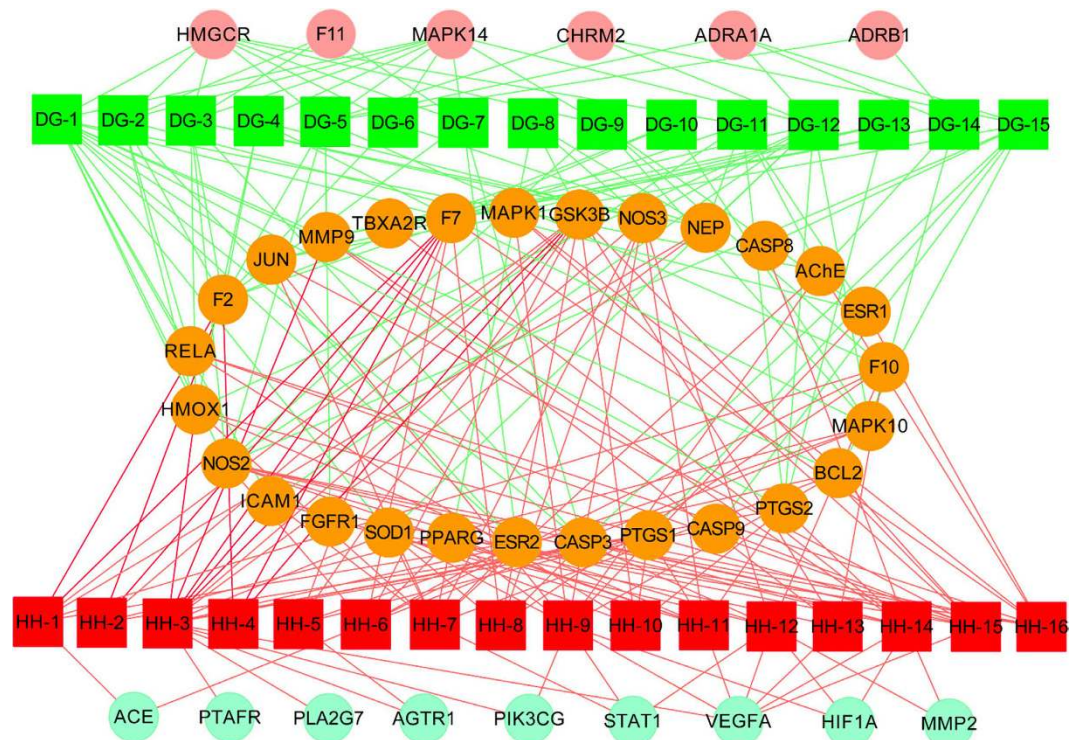 HMGCR F11 MAPK14 CHRM2 ADRA1A ADRB1
DG-1 DG-2 DG-3 DG-4 DG-5 DG-6 DG-7 DG-8 DG-9 DG-10 DG-11 DG-12 DG-13 DG-14 DG-15
TBXA2R F7 MAPK1 GSK3B NOS3 NEP
MMP9 CASP8
JUN AChE
F2 ESR1
RELA F10
HMOX1 MAPK10
NOS2 BCL2
ICAM1 PTGS2
FGFR1 SOD1 PPARG ESR2 CASP3 PTGS1 CASP9
HH-1 HH-2 HH-3 HH-4 HH-5 HH-6 HH-7 HH-8 HH-9 HH-10 HH-11 HH-12 HH-13 HH-14 HH-15 HH-16
ACE PTAFR PLA2G7 AGTR1 PIK3CG STAT1 VEGFA HIF1A MMP2